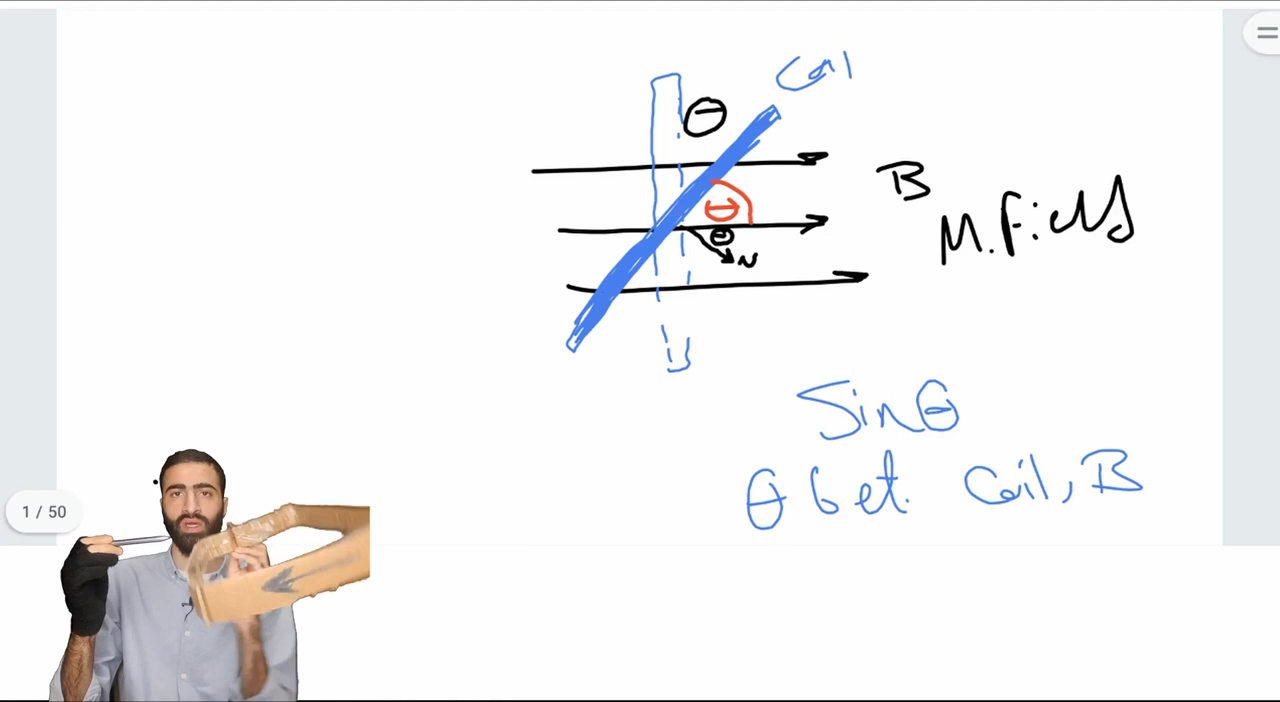 Coil
θ
B
M. Field
θ
θ
N
Sinθ
θ bet. Coil, B
1 / 50